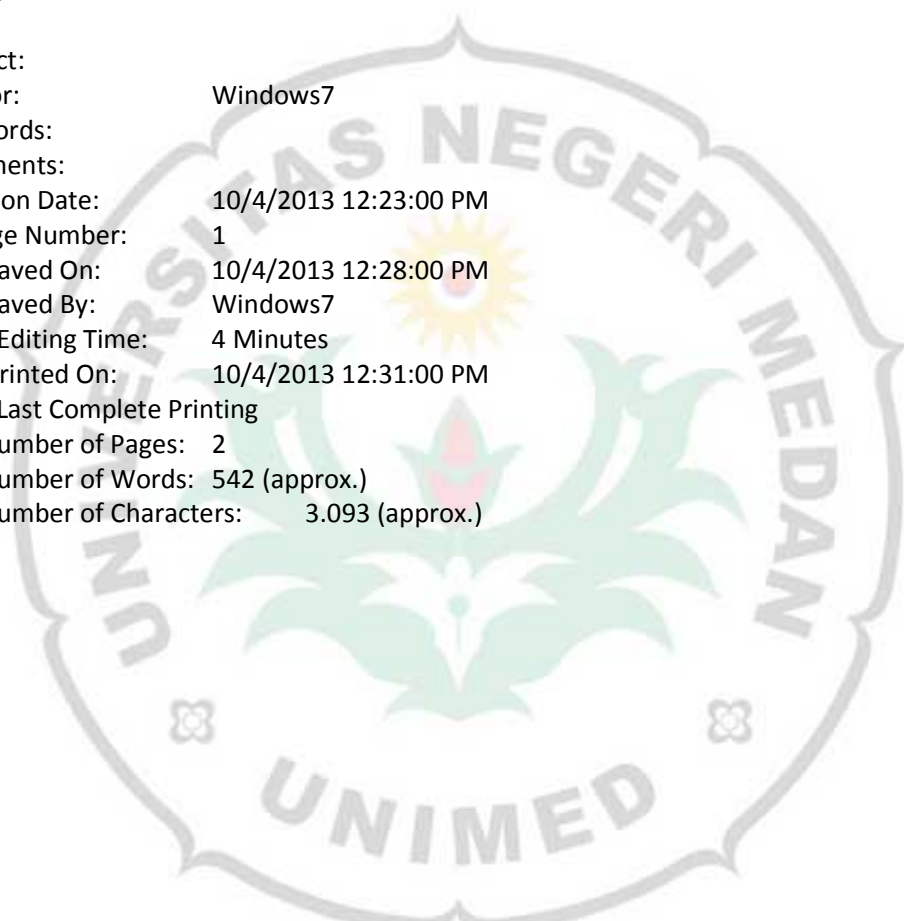 ct:
or: Windows7
ords:
ments:
on Date: 10/4/2013 12:23:00 PM
ge Number: 1
aved On: 10/4/2013 12:28:00 PM
aved By: Windows7
Editing Time: 4 Minutes
rinted On: 10/4/2013 12:31:00 PM
Last Complete Printing
umber of Pages: 2
umber of Words: 542 (approx.)
umber of Characters: 3.093 (approx.)
UNIVERSITAS NEGERI MEDAN
UNIMED